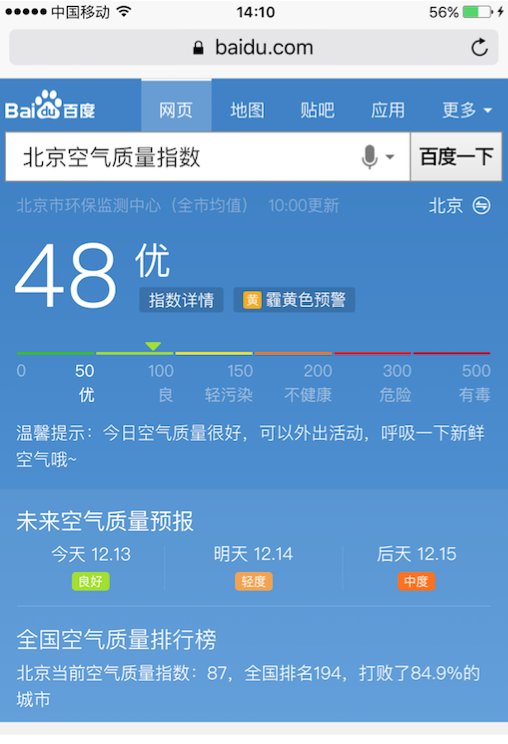 中国移动 14:10 56%
baidu.com
Bai du 百度 网页 地图 贴吧 应用 更多
北京空气质量指数 百度一下
北京市环保监测中心（全市均值） 10:00更新 北京
48 优
指数详情 黄 霾黄色预警
0 50 100 150 200 300 500
优 良 轻污染 不健康 危险 有毒
温馨提示：今日空气质量很好，可以外出活动，呼吸一下新鲜
空气哦~
未来空气质量预报
今天 12.13 明天 12.14 后天 12.15
良好 轻度 中度
全国空气质量排行榜
北京当前空气质量指数：87，全国排名194，打败了84.9%的
城市